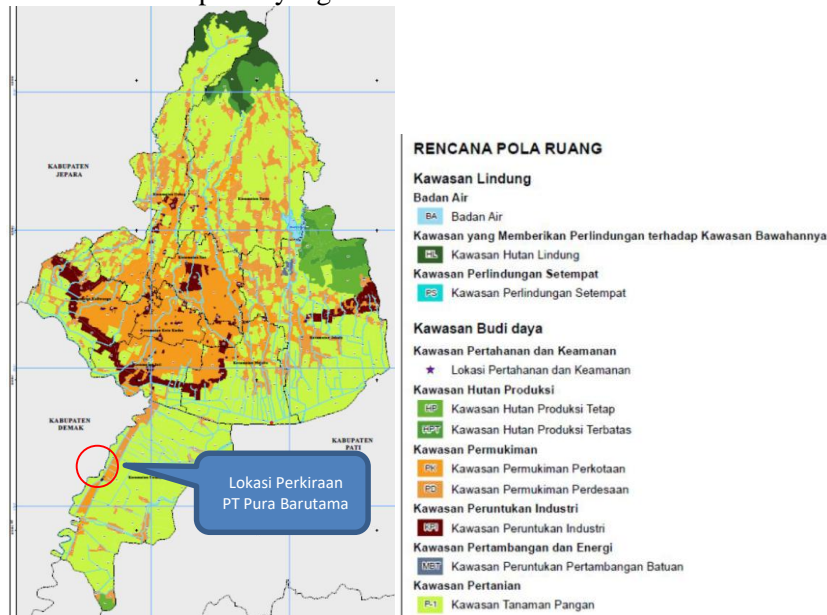 KABUPATEN
JEPARA
KABUPATEN
DEMAK
KABUPATEN
PATI
Lokasi Perkiraan
PT Pura Barutama
RENCANA POLA RUANG
Kawasan Lindung
Badan Air
BA Badan Air
Kawasan yang Memberikan Perlindungan terhadap Kawasan Bawahannya
HL Kawasan Hutan Lindung
Kawasan Perlindungan Setempat
PS Kawasan Perlindungan Setempat
Kawasan Budi daya
Kawasan Pertahanan dan Keamanan
Lokasi Pertahanan dan Keamanan
Kawasan Hutan Produksi
HP Kawasan Hutan Produksi Tetap
HPT Kawasan Hutan Produksi Terbatas
Kawasan Permukiman
PK Kawasan Permukiman Perkotaan
PD Kawasan Permukiman Perdesaan
Kawasan Peruntukan Industri
KPI Kawasan Peruntukan Industri
Kawasan Pertambangan dan Energi
MBT Kawasan Peruntukan Pertambangan Batuan
Kawasan Pertanian
P-1 Kawasan Tanaman Pangan